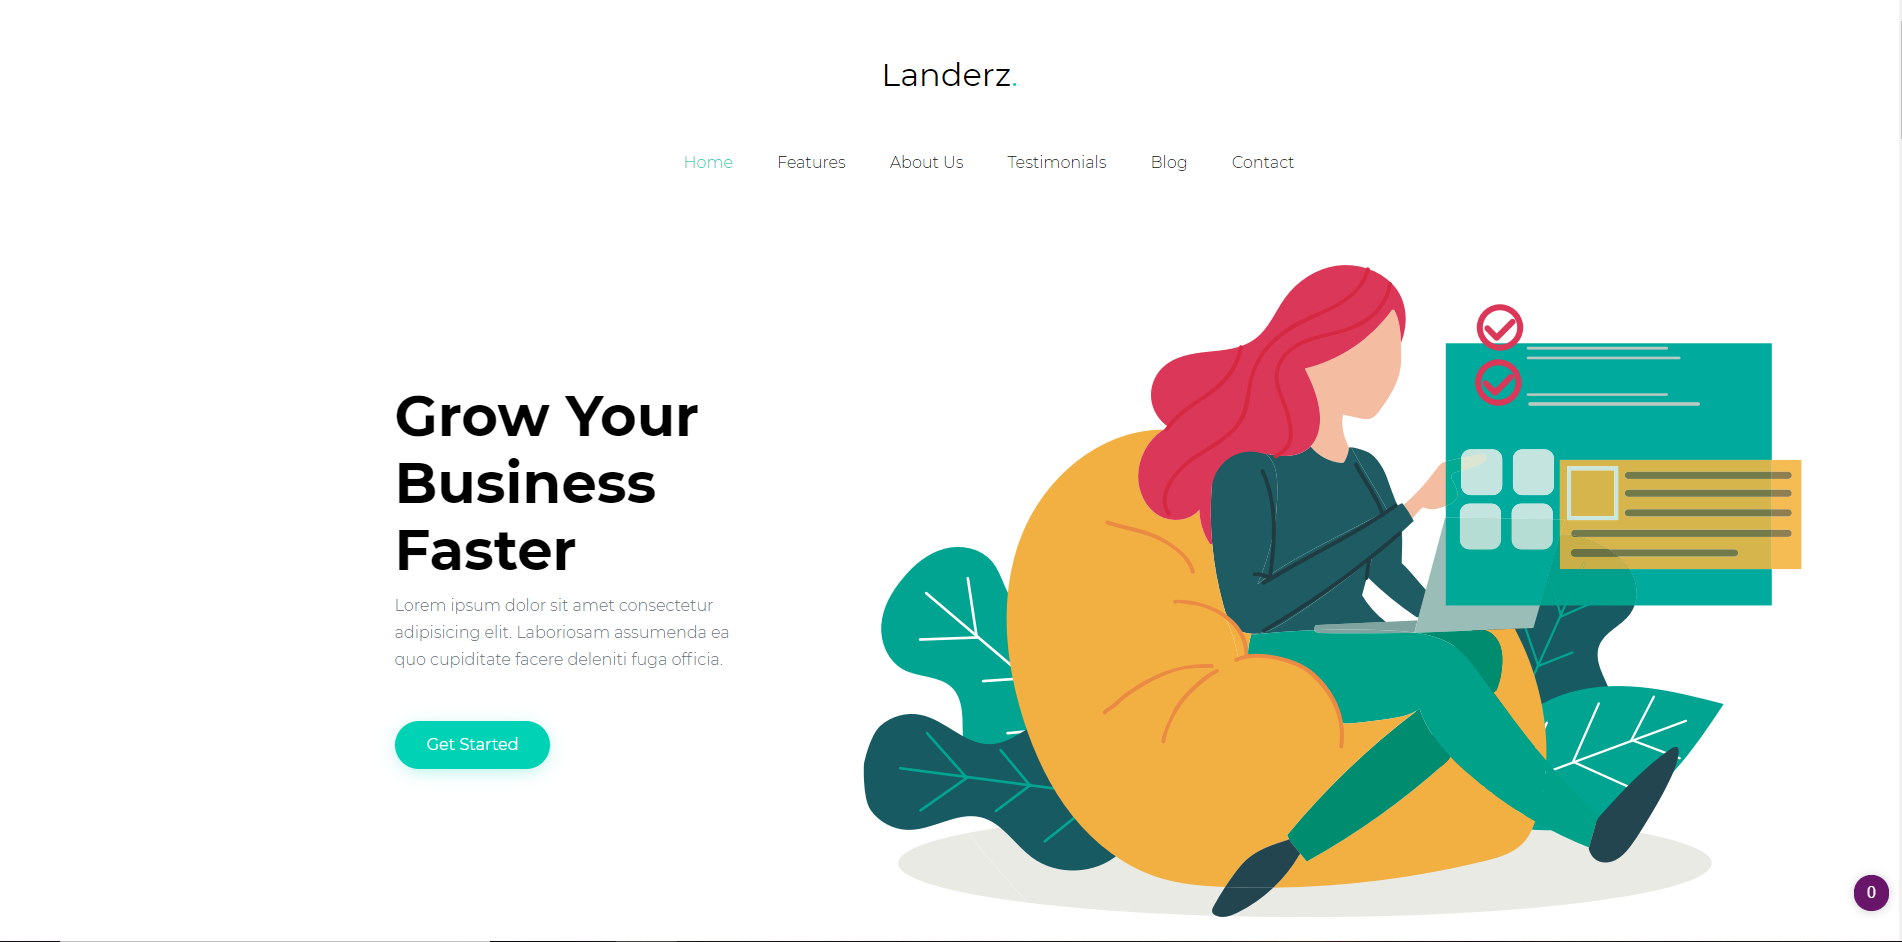 Landerz.
Home Features About Us Testimonials Blog Contact
Grow Your
Business
Faster
Lorem ipsum dolor sit amet consectetur
adipisicing elit. Laboriosam assumenda ea
quo cupiditate facere deleniti fuga officia.
Get Started
0